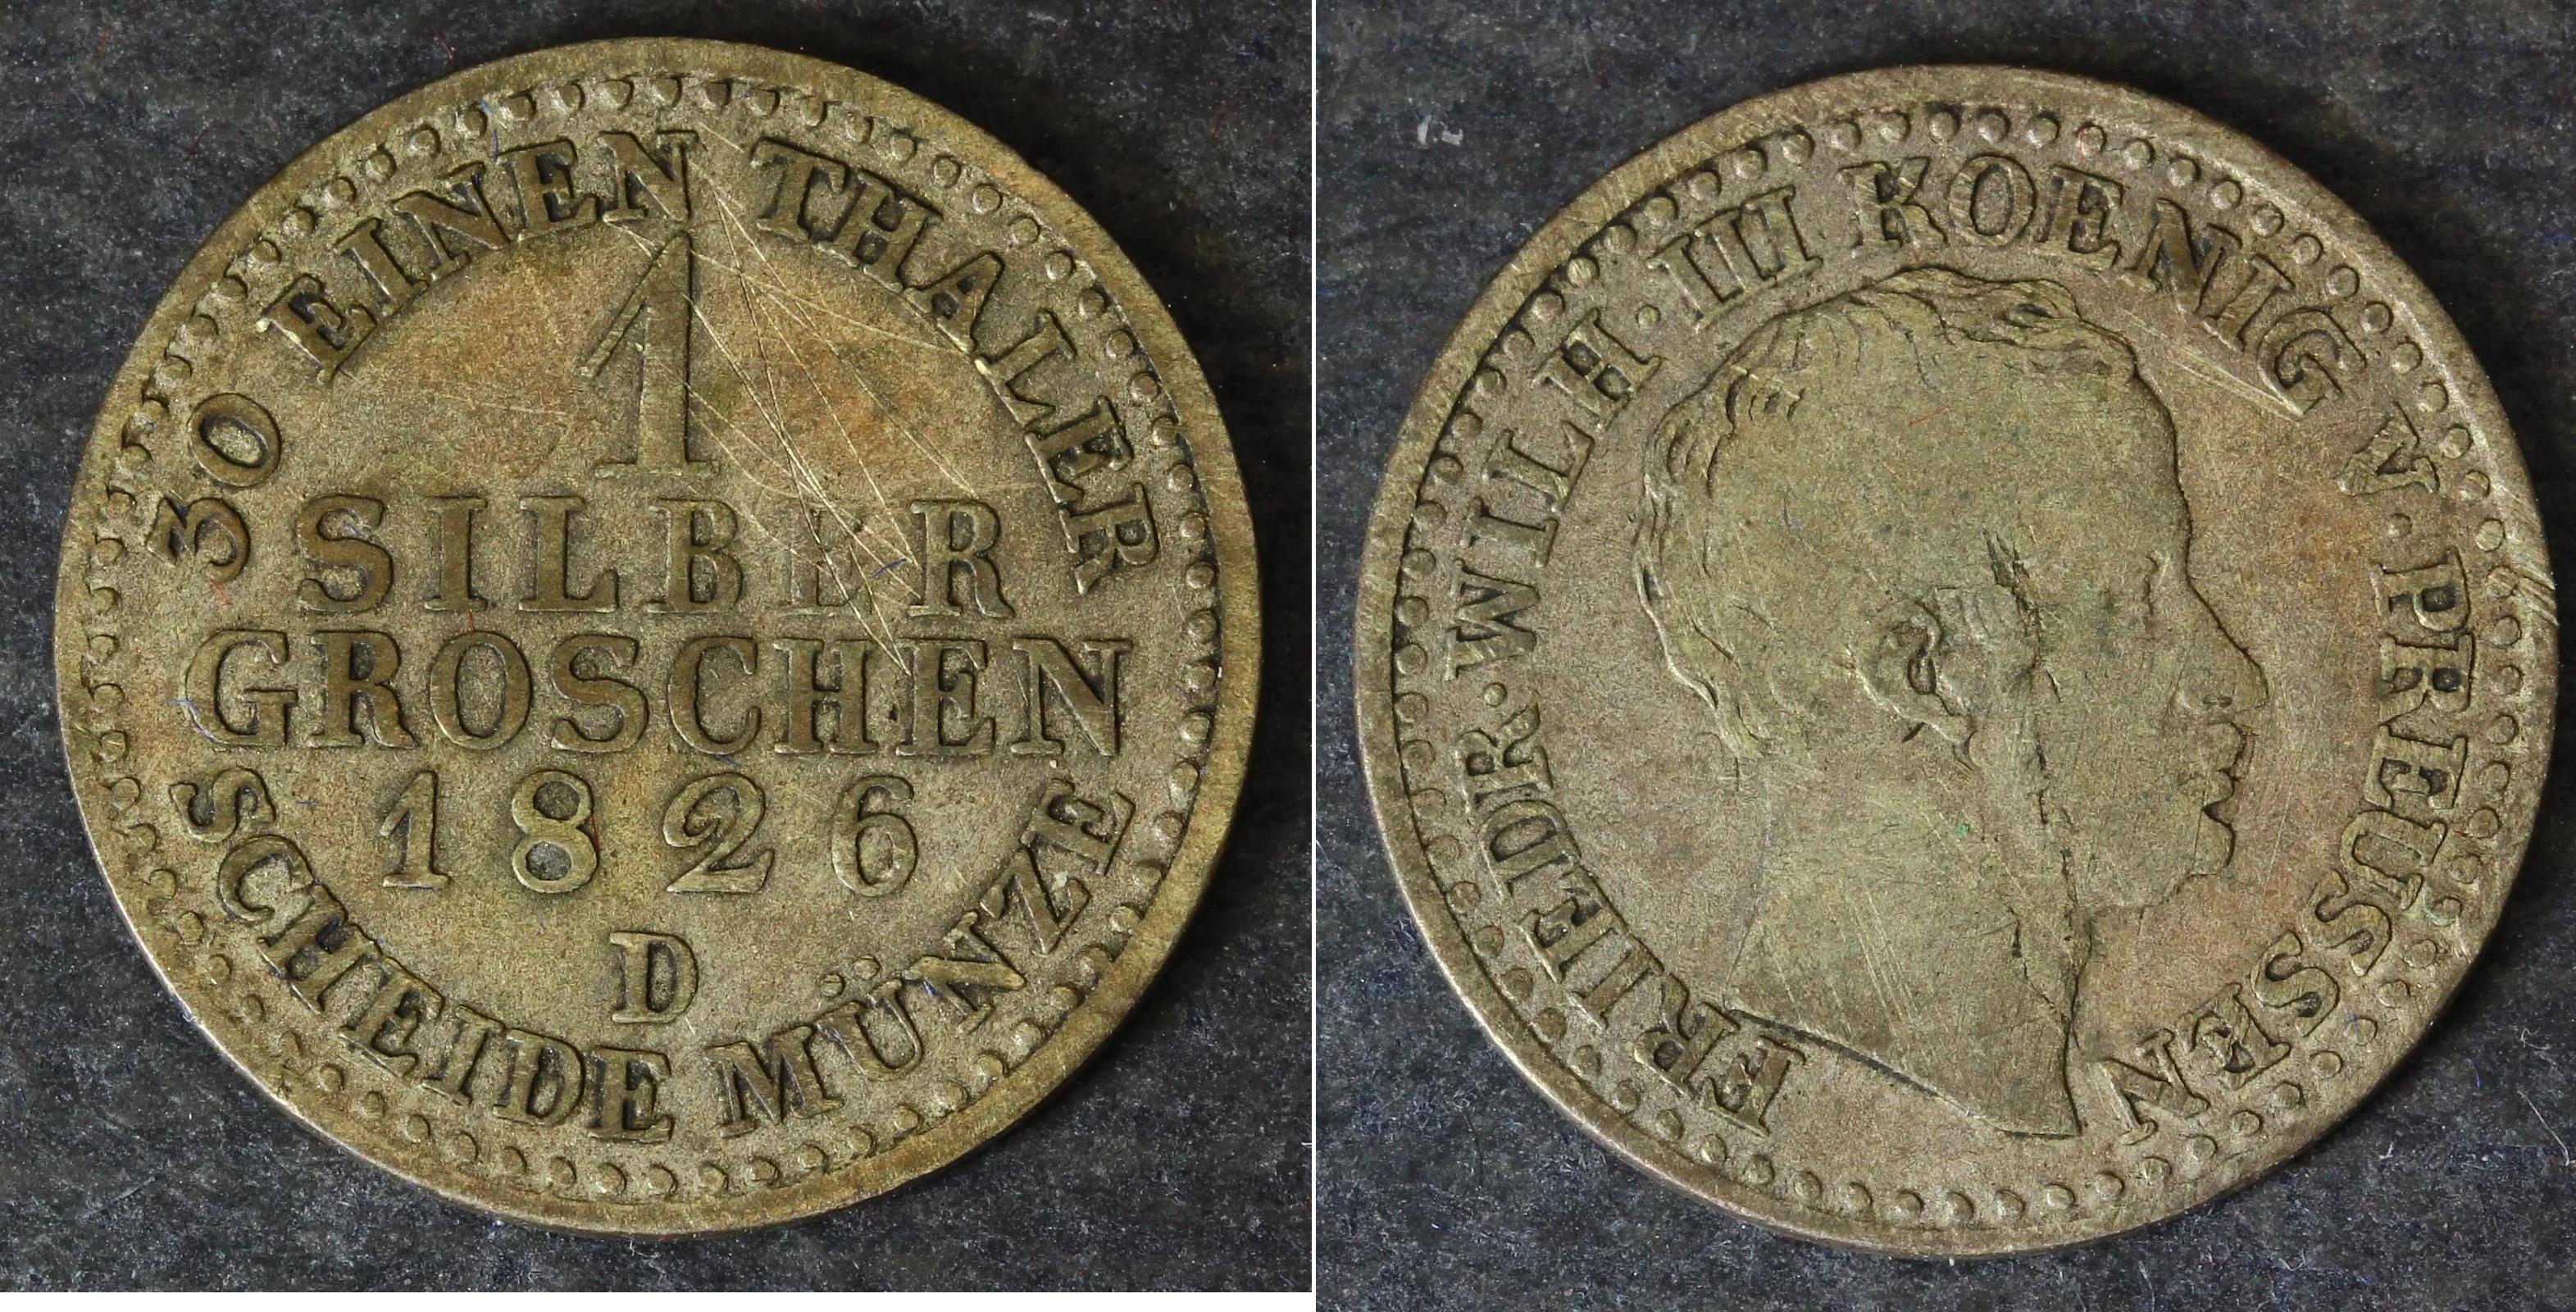 30 EINEN THALER
1
SILBER
GROSCHEN
1826
D
SCHEIDE MÜNZE
FRIEDR · WILH · III KOENIG V · PREUSSEN